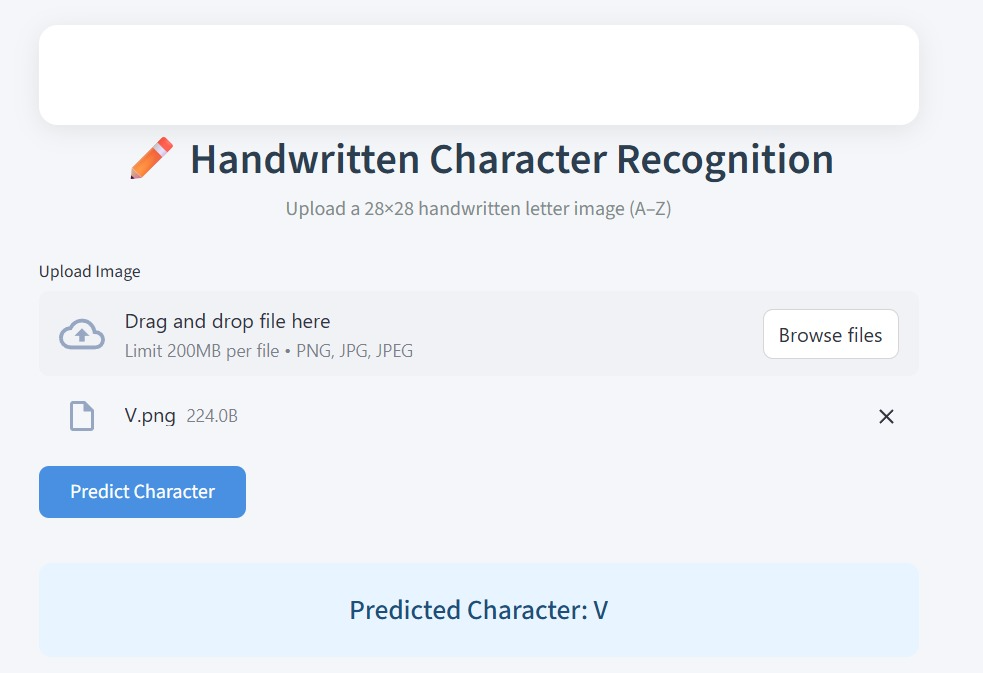 Handwritten Character Recognition
Upload a 28×28 handwritten letter image (A–Z)
Upload Image
Drag and drop file here
Limit 200MB per file • PNG, JPG, JPEG
Browse files
V.png 224.0B
Predict Character
Predicted Character: V